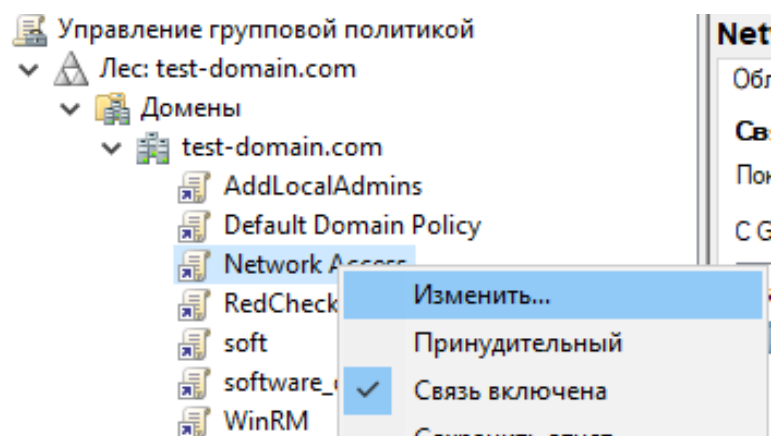 Управление групповой политикой
Лес: test-domain.com
Домены
test-domain.com
AddLocalAdmins
Default Domain Policy
Network Access
RedCheck
soft
WinRM
Изменить...
Принудительный
Связь включена